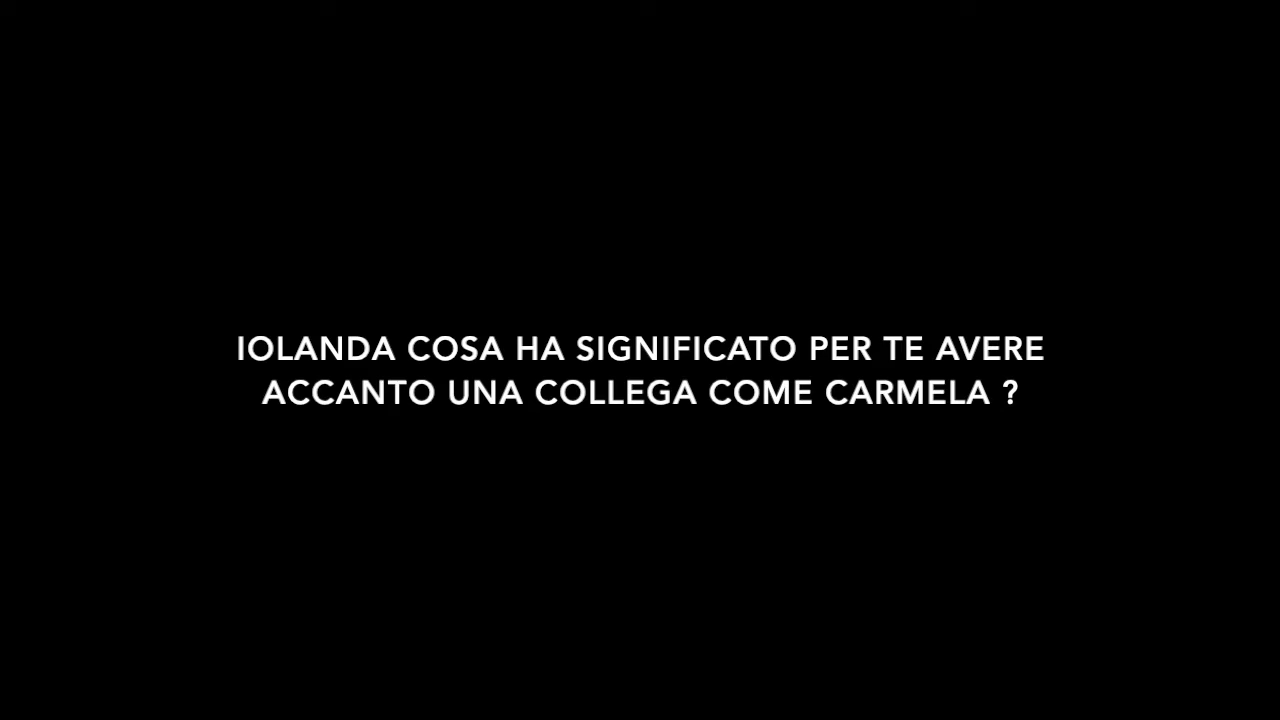 IOLANDA COSA HA SIGNIFICATO PER TE AVERE
ACCANTO UNA COLLEGA COME CARMELA ?